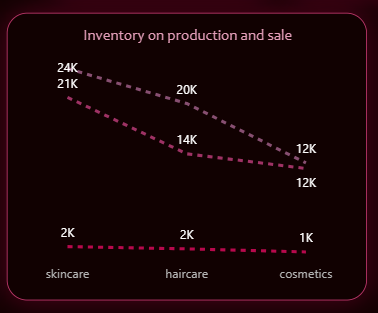 Inventory on production and sale
24K
21K
20K
14K
12K
12K
2K
2K
1K
skincare
haircare
cosmetics